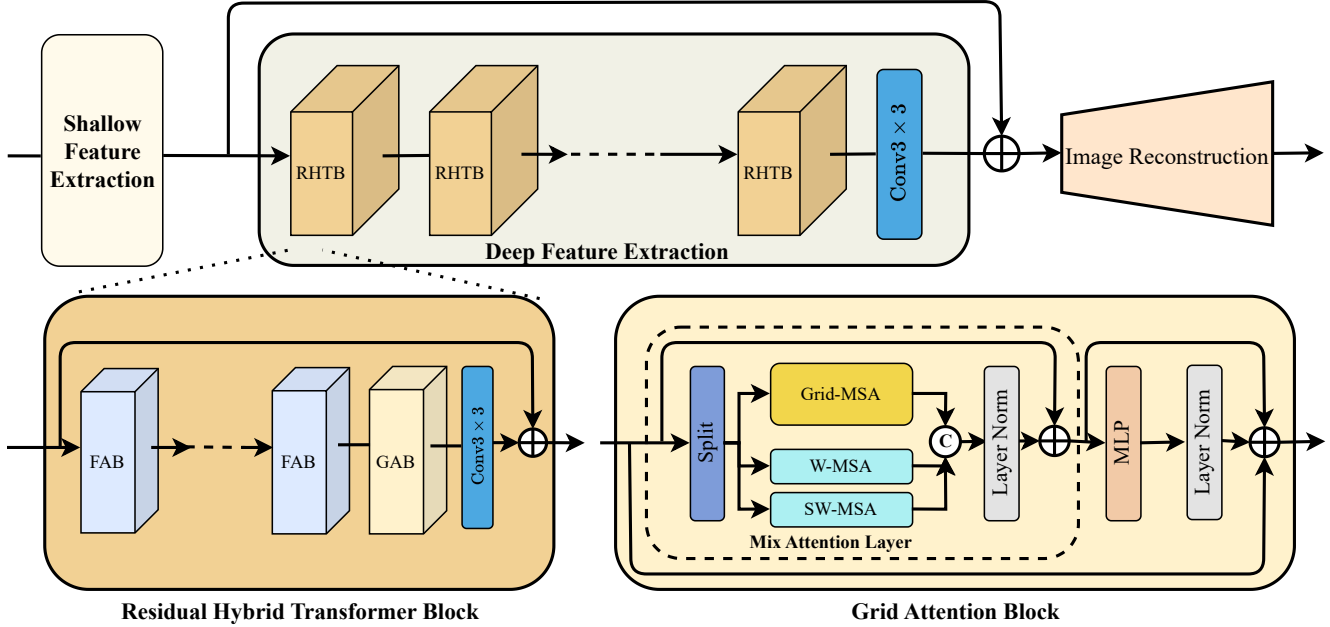 Shallow
Feature
Extraction
RHTB
RHTB
RHTB
Conv3 × 3
Image Reconstruction
Deep Feature Extraction
FAB
FAB
GAB
Conv3 × 3
Residual Hybrid Transformer Block
Split
Grid-MSA
W-MSA
SW-MSA
C
Layer Norm
MLP
Layer Norm
Mix Attention Layer
Grid Attention Block